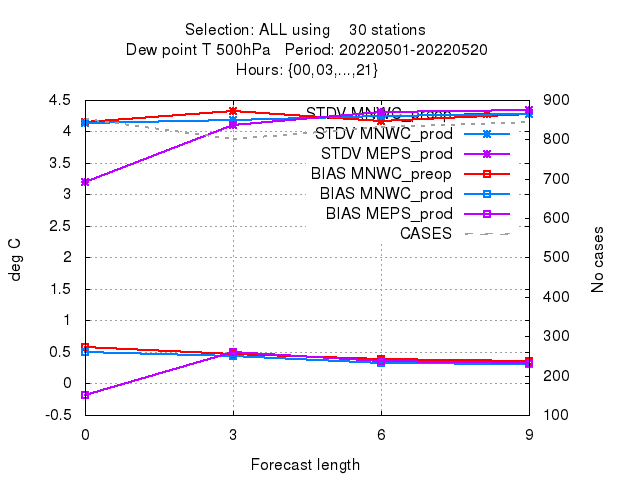 Selection: ALL using    30 stations
Dew point T 500hPa   Period: 20220501-20220520
Hours: {00,03,...,21}
4.5
4
3.5
3
2.5
2
1.5
1
0.5
0
-0.5
deg C
STDV MNWC_preop
STDV MNWC_prod
STDV MEPS_prod
BIAS MNWC_preop
BIAS MNWC_prod
BIAS MEPS_prod
CASES
900
800
700
600
500
400
300
200
100
No cases
0 3 6 9
Forecast length